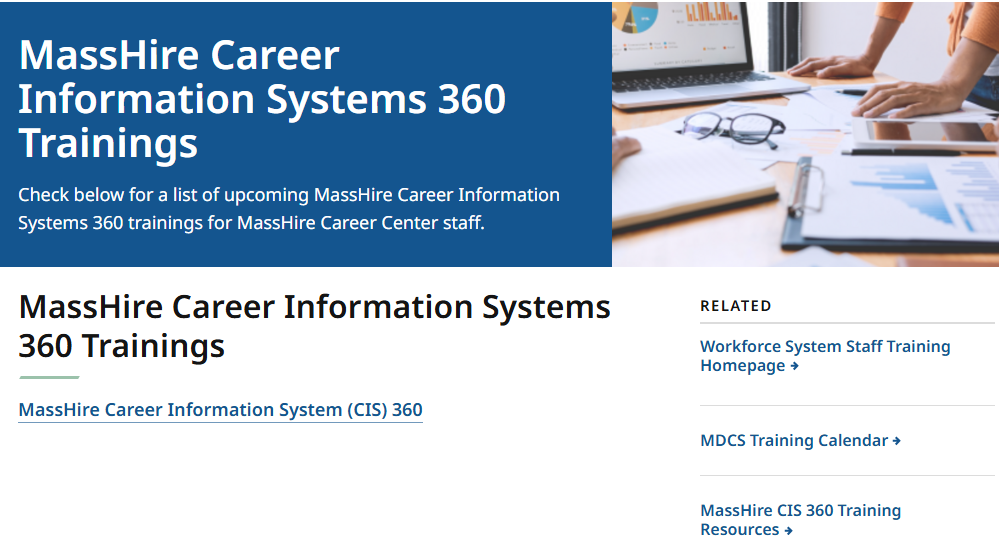 MassHire Career
Information Systems 360
Trainings
Check below for a list of upcoming MassHire Career Information
Systems 360 trainings for MassHire Career Center staff.
MassHire Career Information Systems
360 Trainings
MassHire Career Information System (CIS) 360
RELATED
Workforce System Staff Training
Homepage →
MDCS Training Calendar →
MassHire CIS 360 Training
Resources →